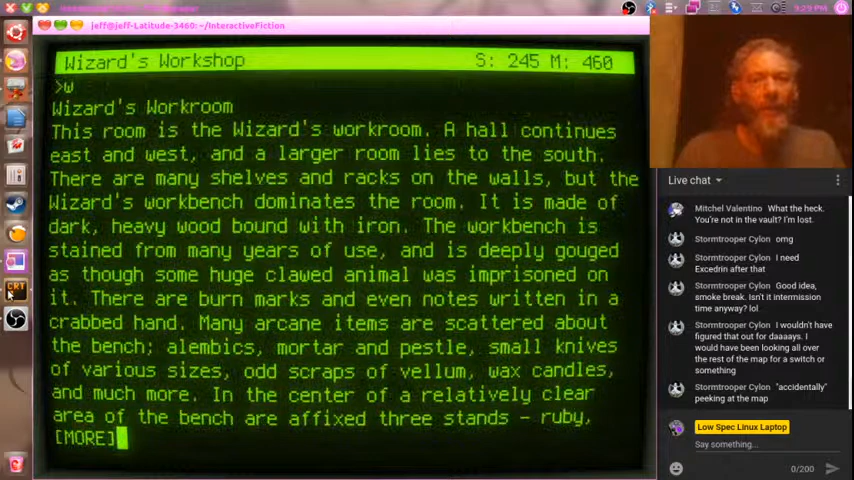 3:29 PM
jeff@jeff-Latitude-3460: ~/InteractiveFiction
Wizard's Workshop S: 245 M: 460
>w
Wizard's Workroom
This room is the Wizard's workroom. A hall continues
east and west, and a larger room lies to the south.
There are many shelves and racks on the walls, but the
Wizard's workbench dominates the room. It is made of
dark, heavy wood bound with iron. The workbench is
stained from many years of use, and is deeply gouged
as though some huge clawed animal was imprisoned on
it. There are burn marks and even notes written in a
crabbed hand. Many arcane items are scattered about
the bench; alembics, mortar and pestle, small knives
of various sizes, odd scraps of vellum, wax candles,
and much more. In the center of a relatively clear
area of the bench are affixed three stands - ruby,
[MORE]
CRT
Live chat
Mitchel Valentino What the heck.
You're not in the vault? I'm lost.
Stormtrooper Cylon omg
Stormtrooper Cylon I need
Excedrin after that
Stormtrooper Cylon Good idea,
smoke break. Isn't it intermission
time anyway? lol
Stormtrooper Cylon I wouldn't have
figured that out for daaaays. I
would have been looking all over
the rest of the map for a switch or
something
Stormtrooper Cylon "accidentally"
peeking at the map
Low Spec Linux Laptop
Say something...
0/200